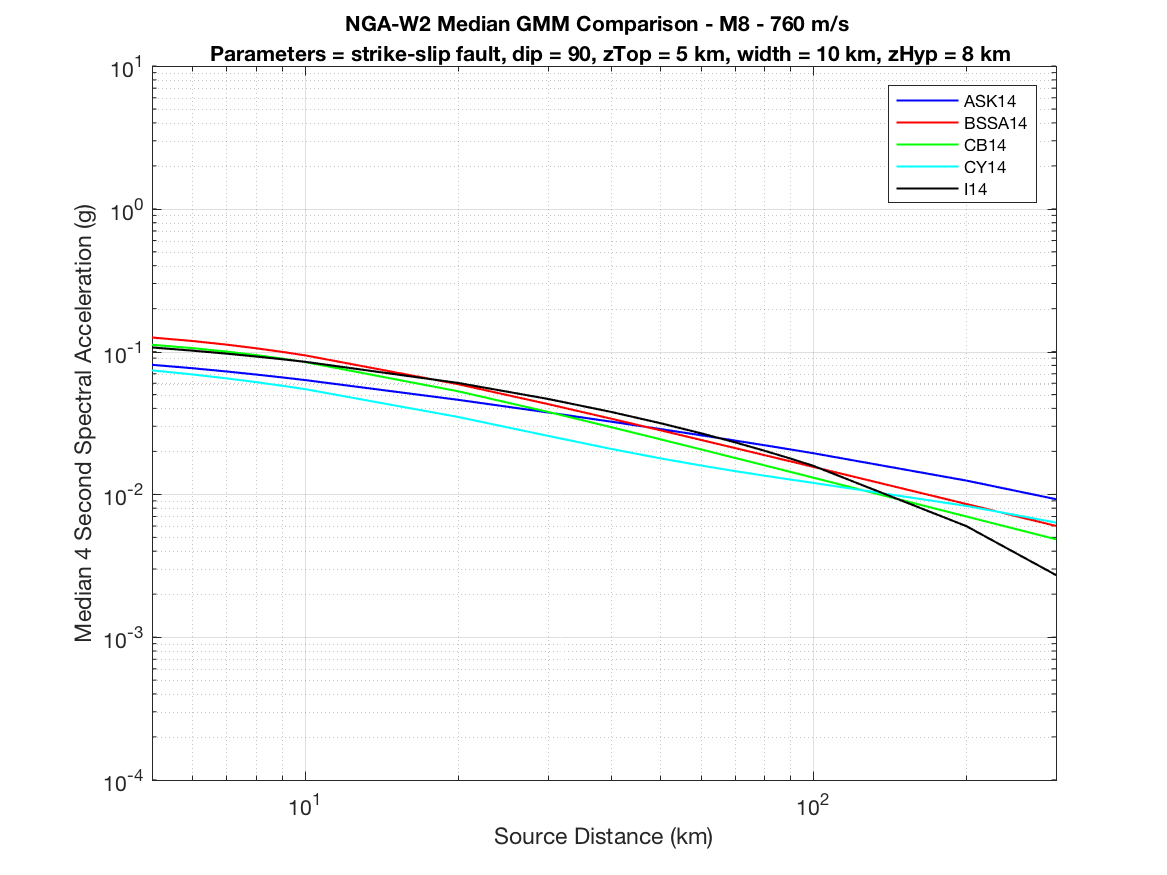 NGA-W2 Median GMM Comparison - M8 - 760 m/s
Parameters = strike-slip fault, dip = 90, zTop = 5 km, width = 10 km, zHyp = 8 km
10^1
ASK14
BSSA14
CB14
CY14
I14
10^0
10^-1
10^-2
10^-3
10^-4
Median 4 Second Spectral Acceleration (g)
10^1
10^2
Source Distance (km)